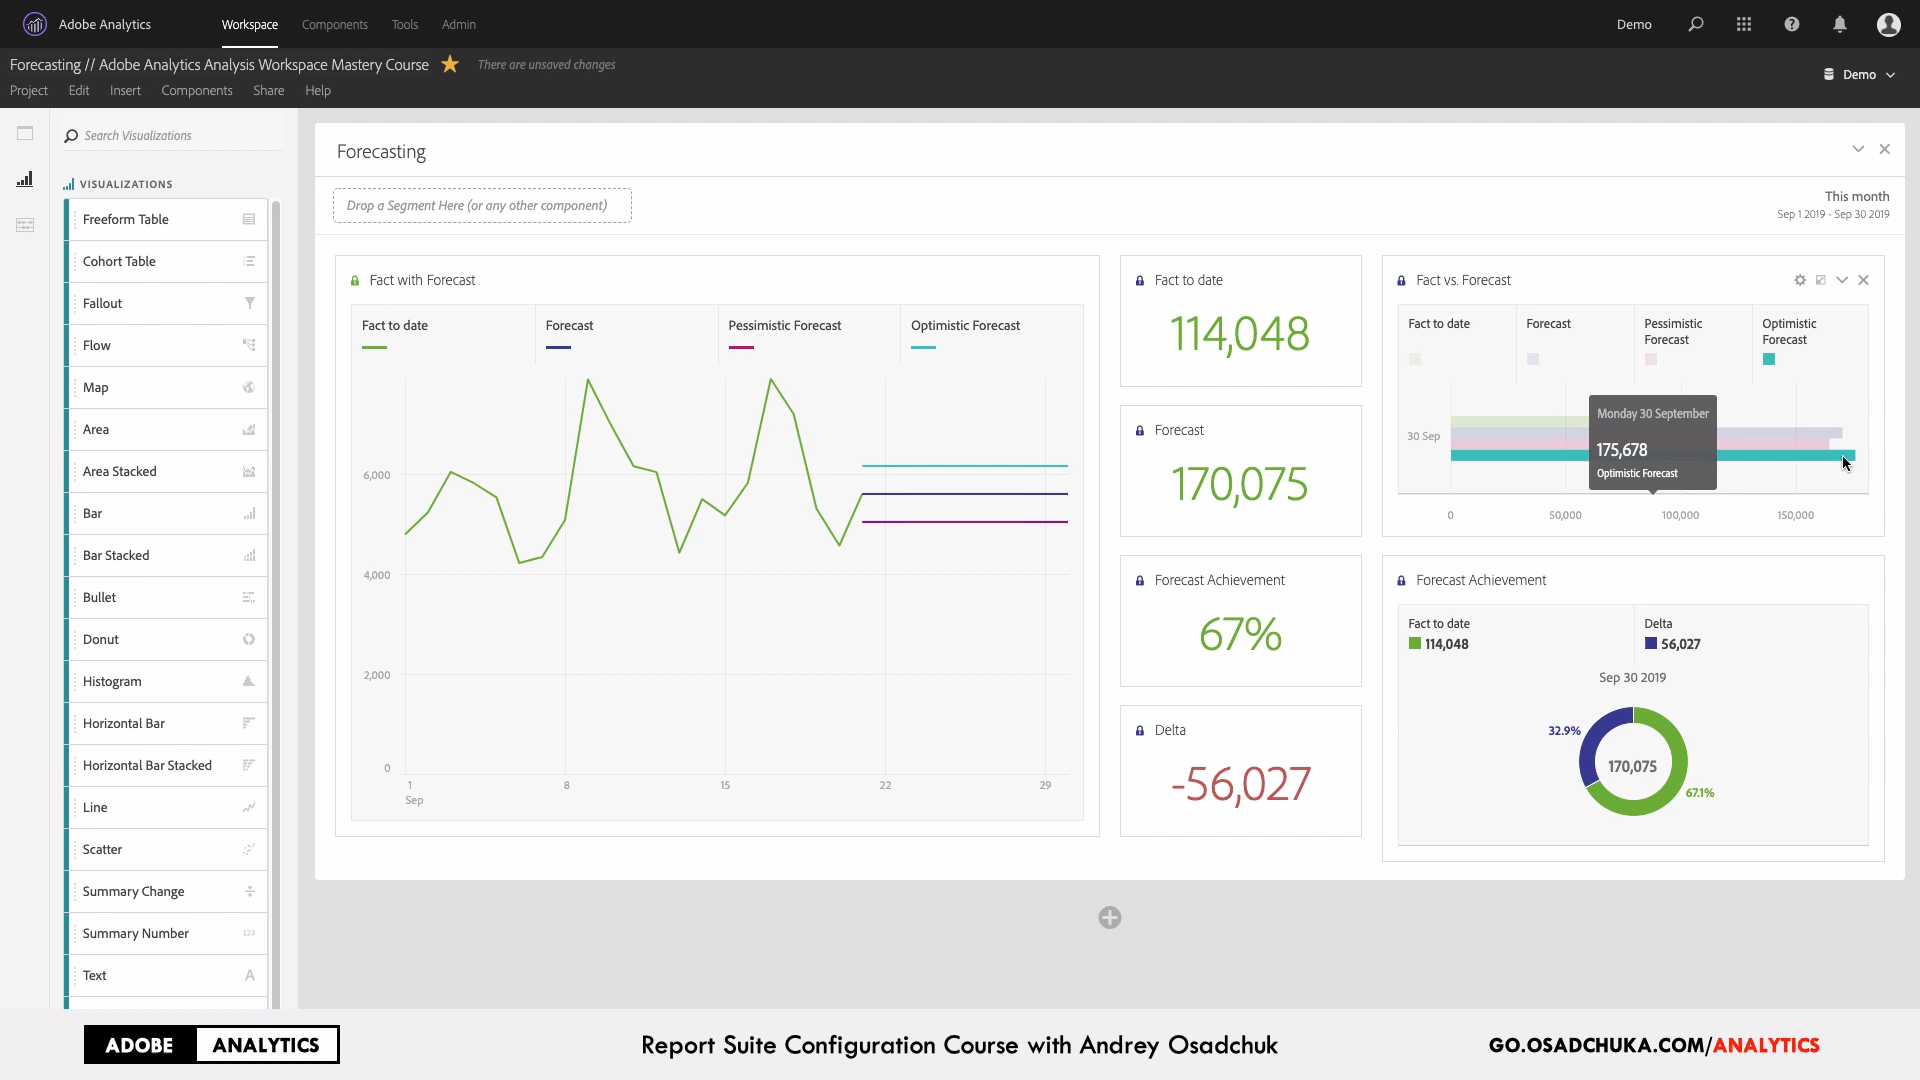 Adobe Analytics
Workspace
Components
Tools
Admin
Demo
Forecasting // Adobe Analytics Analysis Workspace Mastery Course
There are unsaved changes
Demo
Project
Edit
Insert
Components
Share
Help
Search Visualizations
VISUALIZATIONS
Freeform Table
Cohort Table
Fallout
Flow
Map
Area
Area Stacked
Bar
Bar Stacked
Bullet
Donut
Histogram
Horizontal Bar
Horizontal Bar Stacked
Line
Scatter
Summary Change
Summary Number
123
Text
A
Forecasting
Drop a Segment Here (or any other component)
This month
Sep 1 2019 - Sep 30 2019
Fact with Forecast
Fact to date
Forecast
Pessimistic Forecast
Optimistic Forecast
6,000
4,000
2,000
0
1
Sep
8
15
22
29
Fact to date
114,048
Forecast
170,075
Forecast Achievement
67%
Delta
-56,027
Fact vs. Forecast
Fact to date
Forecast
Pessimistic
Forecast
Optimistic
Forecast
30 Sep
Monday 30 September
175,678
Optimistic Forecast
0
50,000
100,000
150,000
Forecast Achievement
Fact to date
114,048
Delta
56,027
Sep 30 2019
32.9%
170,075
67.1%
ADOBE ANALYTICS
Report Suite Configuration Course with Andrey Osadchuk
GO.OSADCHUKA.COM/ANALYTICS